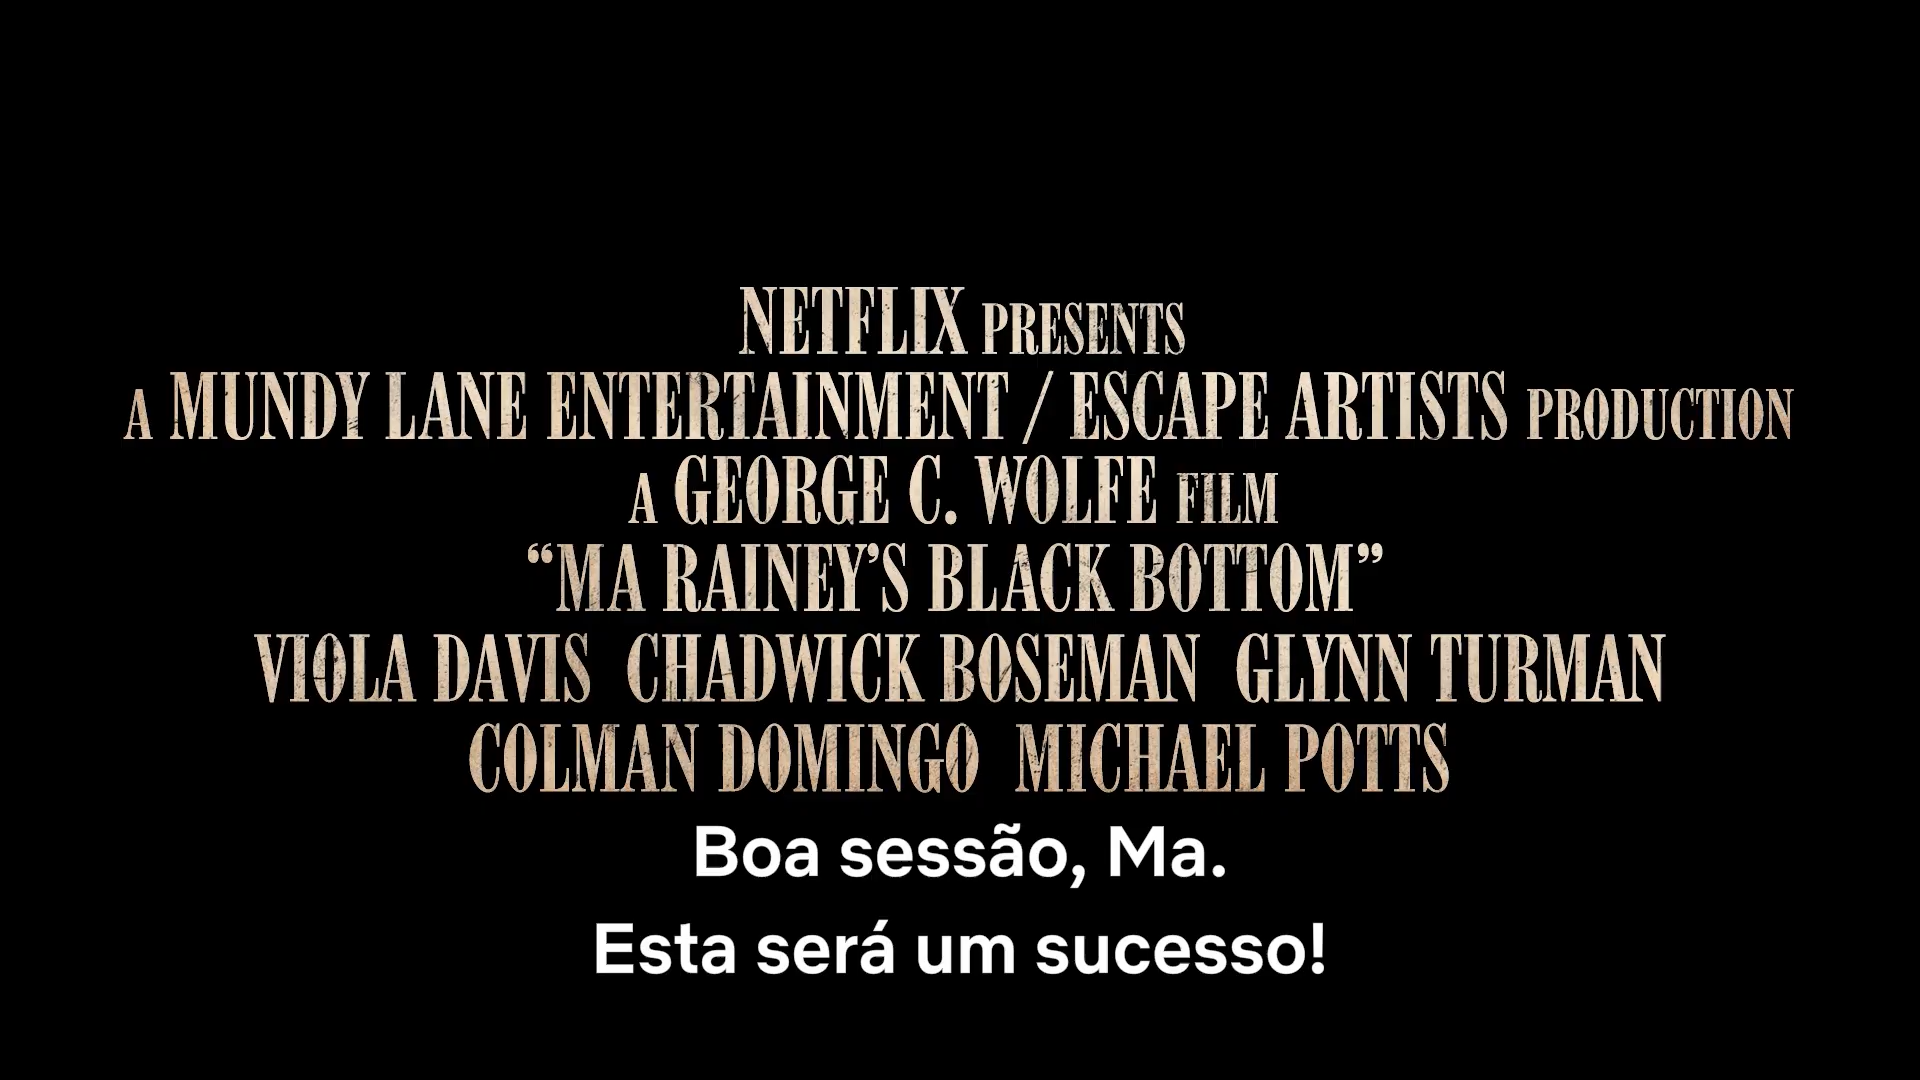 NETFLIX PRESENTS
A MUNDY LANE ENTERTAINMENT / ESCAPE ARTISTS PRODUCTION
A GEORGE C. WOLFE FILM
“MA RAINEY’S BLACK BOTTOM”
VIOLA DAVIS CHADWICK BOSEMAN GLYNN TURMAN
COLMAN DOMINGO MICHAEL POTTS
Boa sessão, Ma.
Esta será um sucesso!